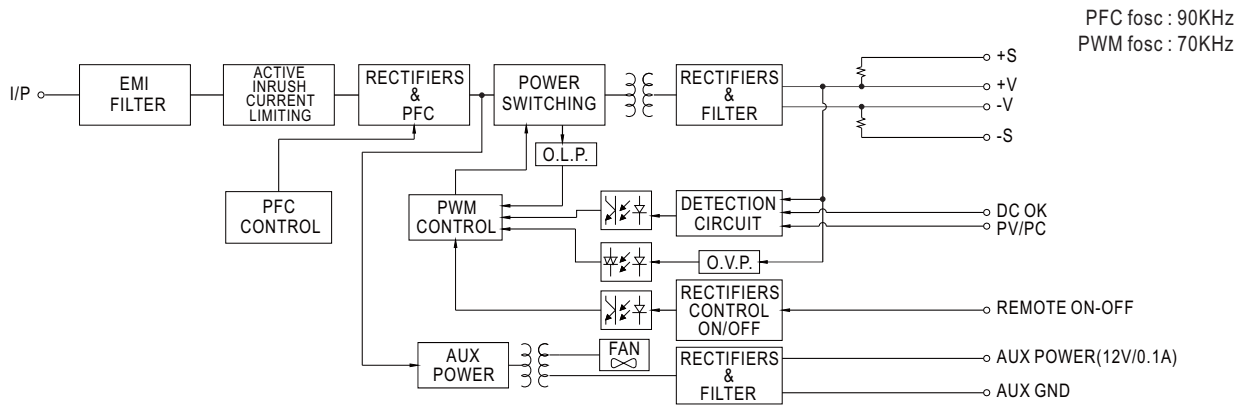 PFC fosc : 90KHz
PWM fosc : 70KHz
I/P
EMI
FILTER
ACTIVE
INRUSH
CURRENT
LIMITING
RECTIFIERS
&
PFC
POWER
SWITCHING
RECTIFIERS
&
FILTER
+S
+V
-V
-S
O.L.P.
PFC
CONTROL
PWM
CONTROL
DETECTION
CIRCUIT
DC OK
PV/PC
O.V.P.
RECTIFIERS
CONTROL
ON/OFF
REMOTE ON-OFF
AUX
POWER
FAN
RECTIFIERS
&
FILTER
AUX POWER(12V/0.1A)
AUX GND